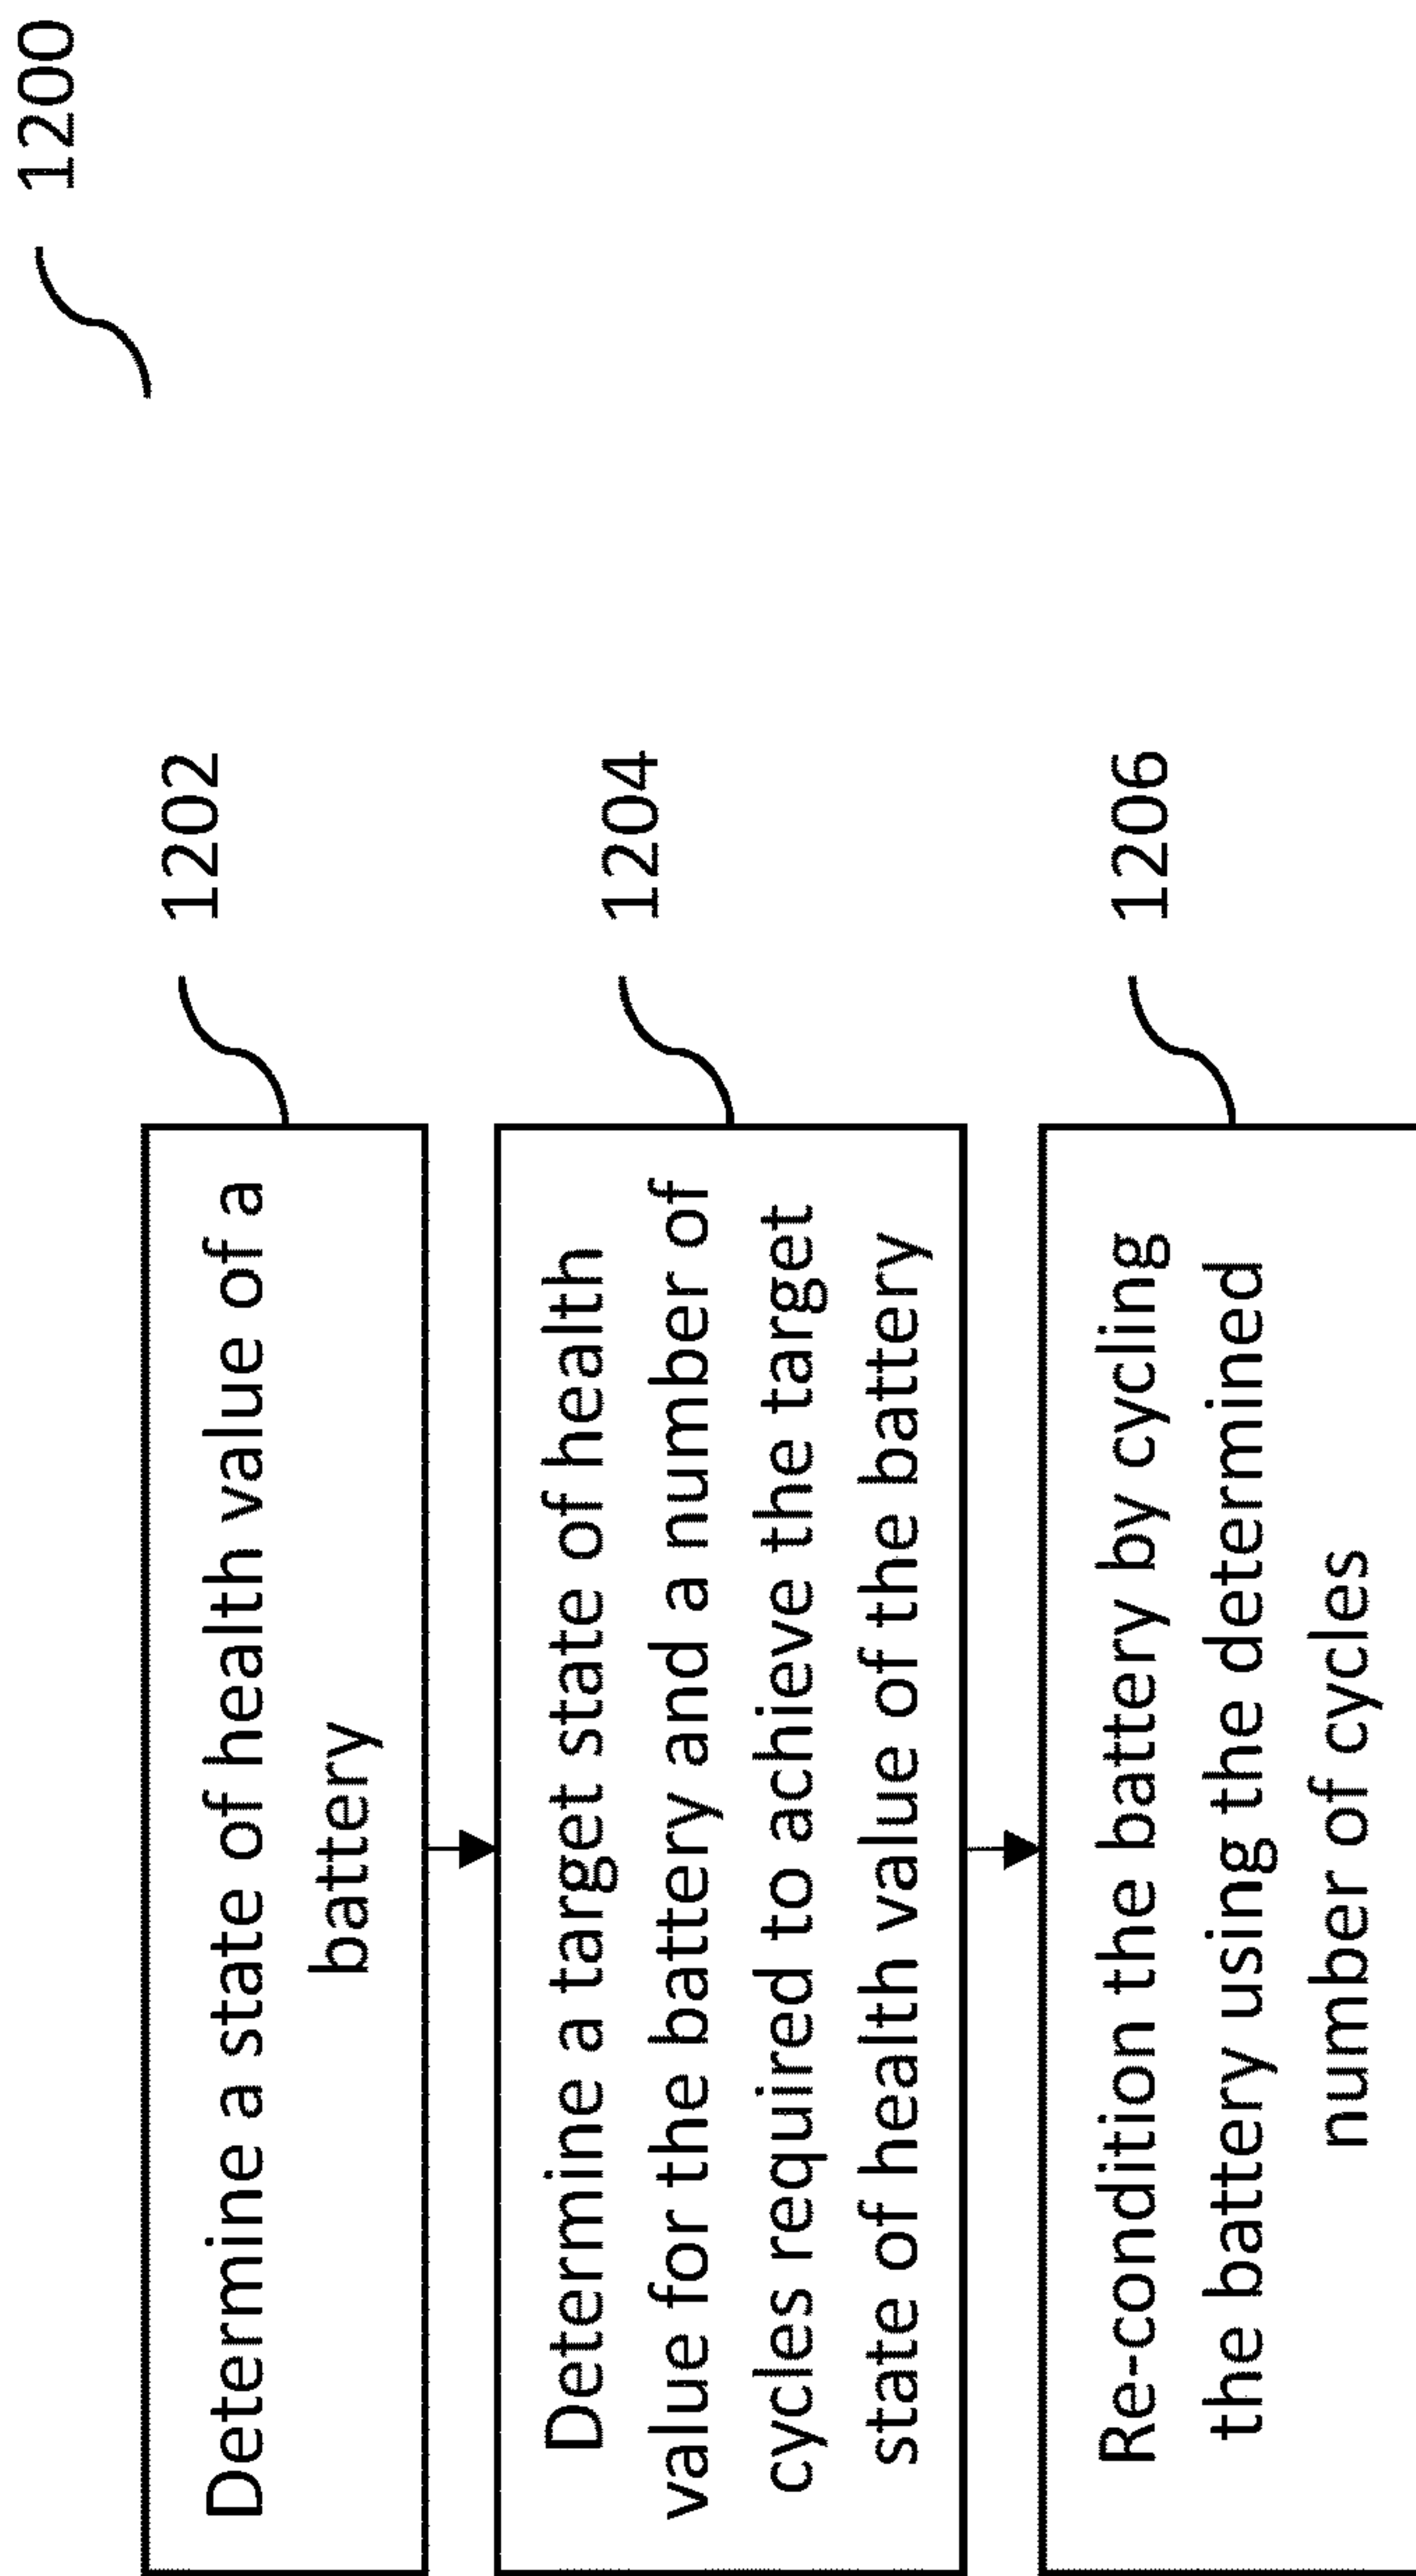 1200
Determine a state of health value of a
battery
1202
Determine a target state of health
value for the battery and a number of
cycles required to achieve the target
state of health value of the battery
1204
Re-condition the battery by cycling
the battery using the determined
number of cycles
1206